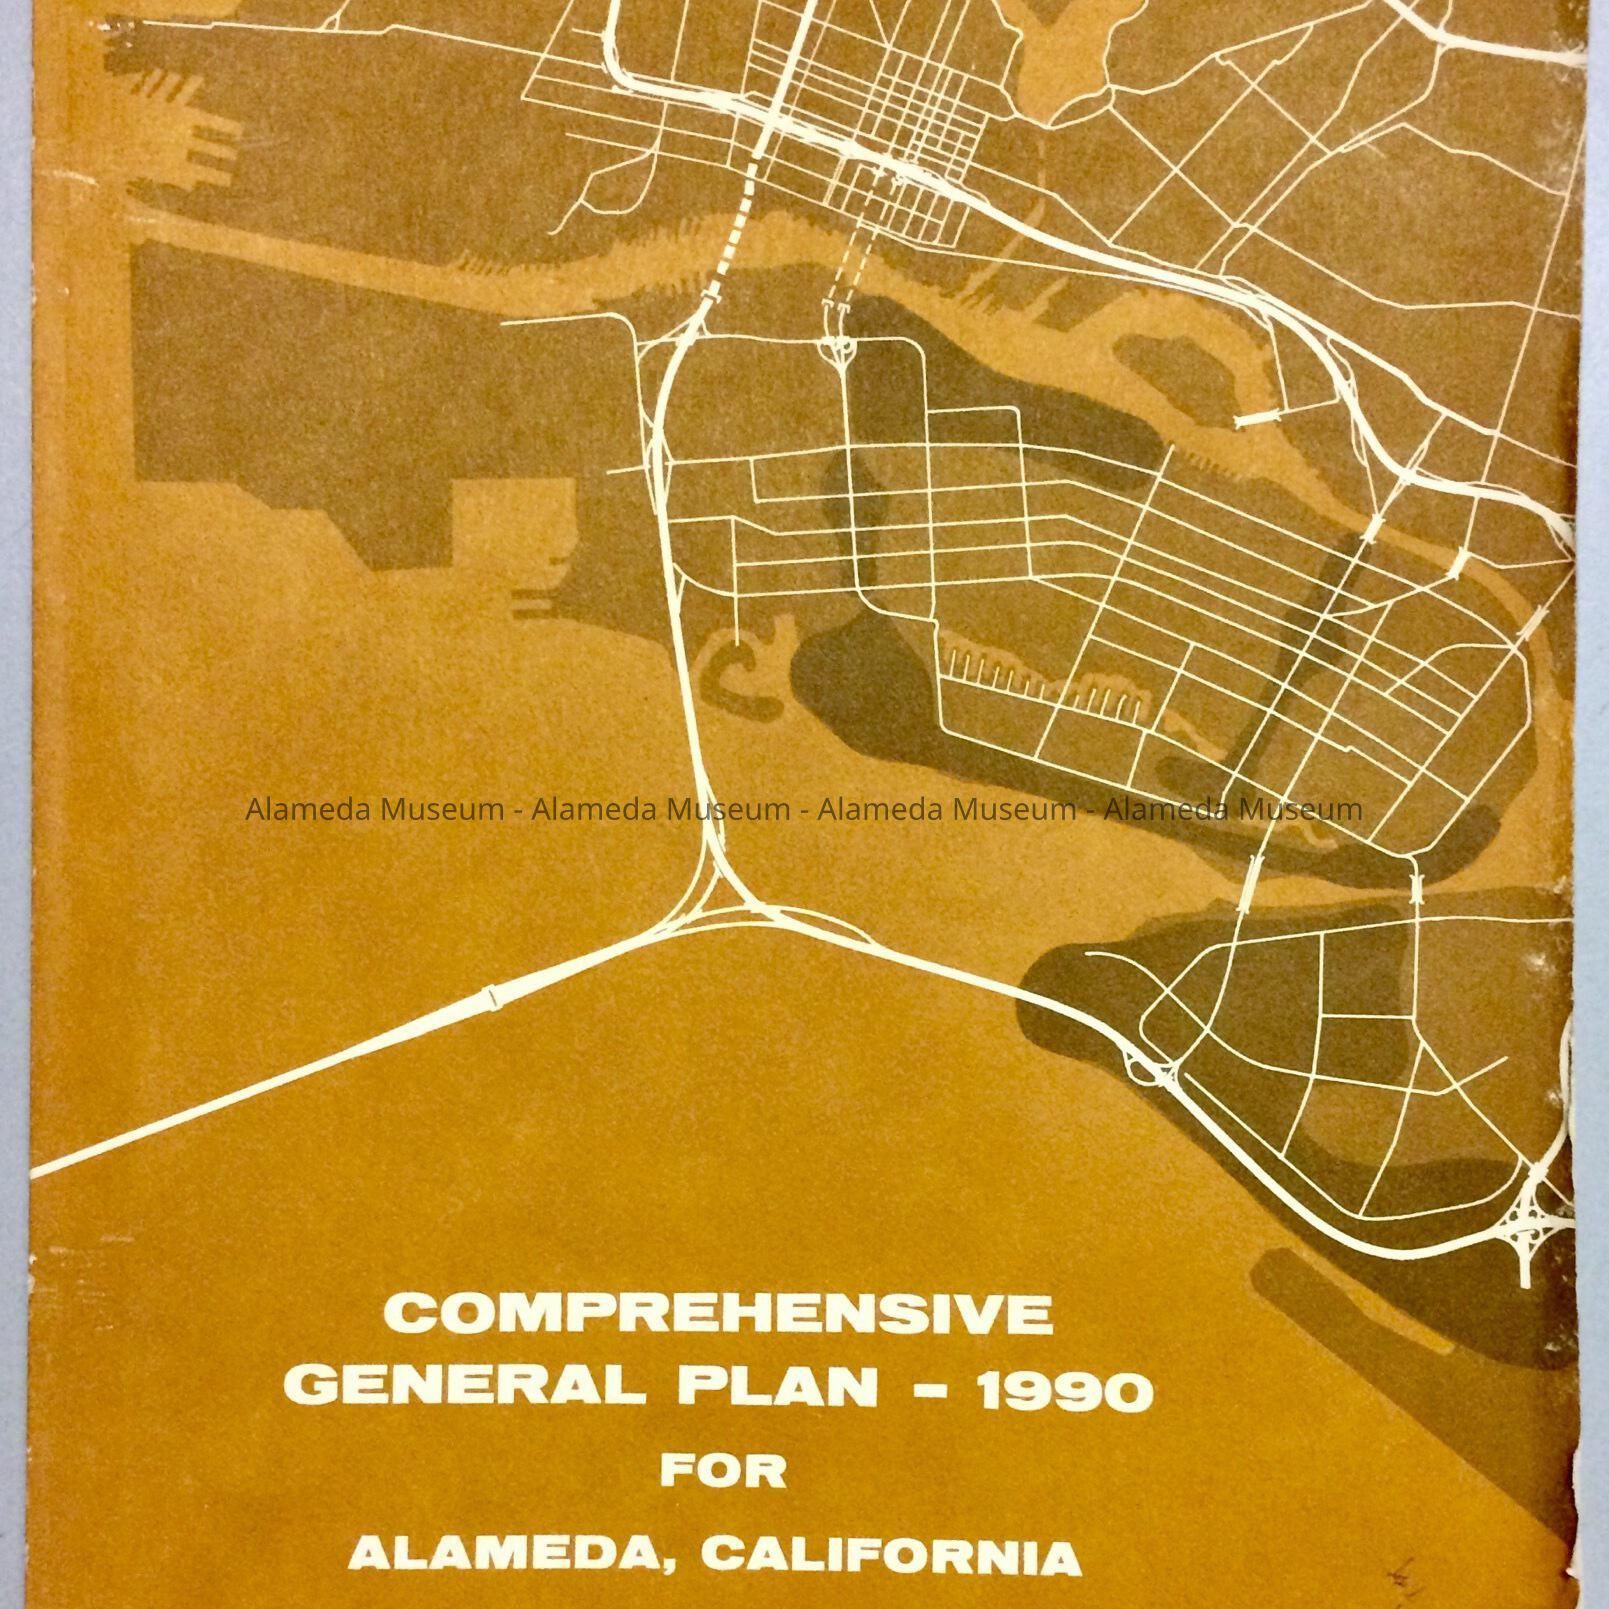 Alameda Museum - Alameda Museum - Alameda Museum - Alameda Museum
COMPREHENSIVE
GENERAL PLAN - 1990
FOR
ALAMEDA, CALIFORNIA